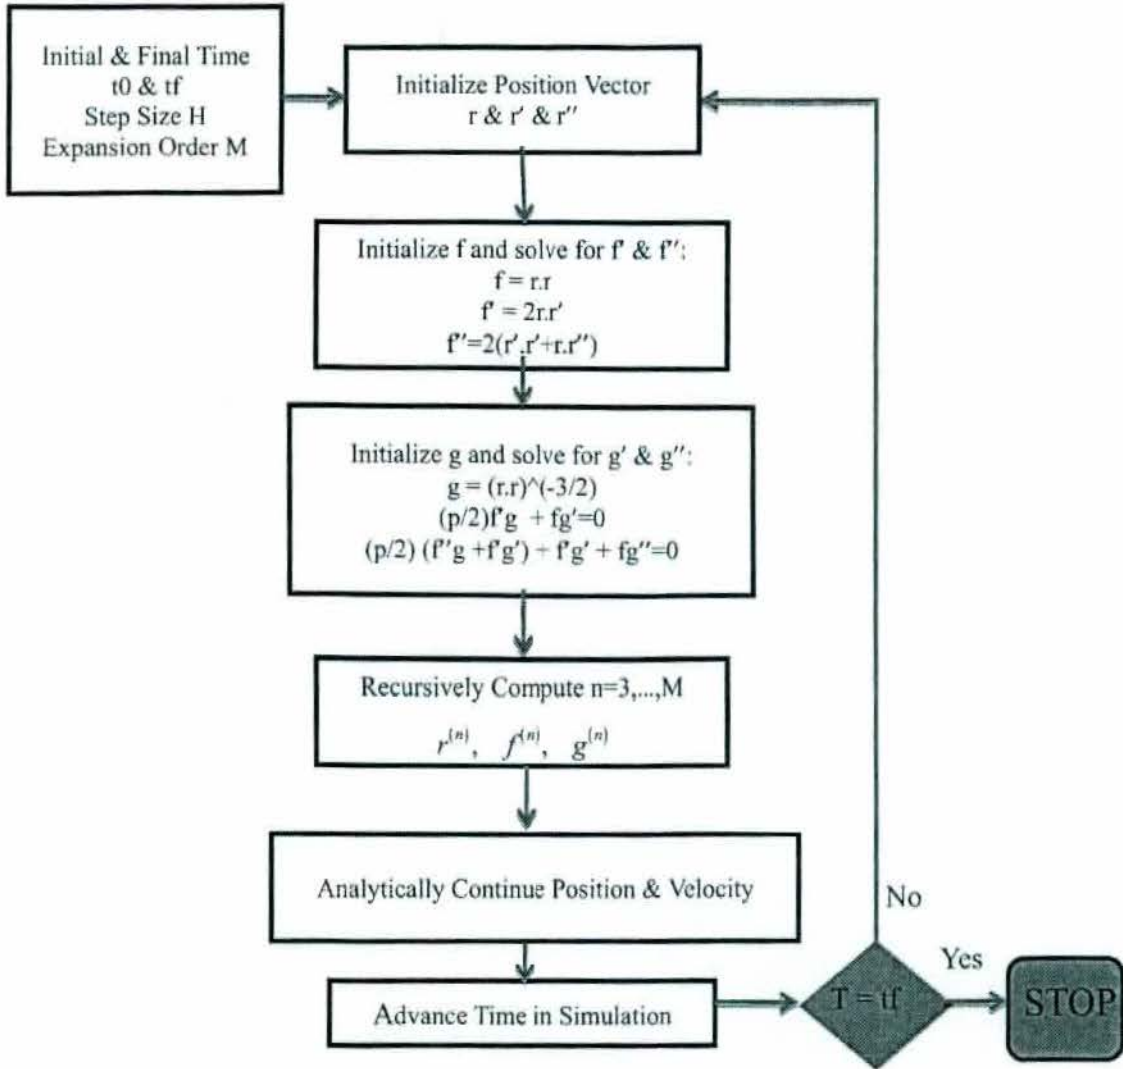 Initial & Final Time
t0 & tf
Step Size H
Expansion Order M
Initialize Position Vector
r & r' & r''
Initialize f and solve for f' & f'':
f = r.r
f' = 2r.r'
f''=2(r'.r'+r.r'')
Initialize g and solve for g' & g'':
g = (r.r)^(-3/2)
(p/2)f'g + fg'=0
(p/2) (f''g +f'g') + f'g' + fg''=0
Recursively Compute n=3,...,M
r^(n), f^(n), g^(n)
Analytically Continue Position & Velocity
Advance Time in Simulation
T = tf
No
Yes
STOP